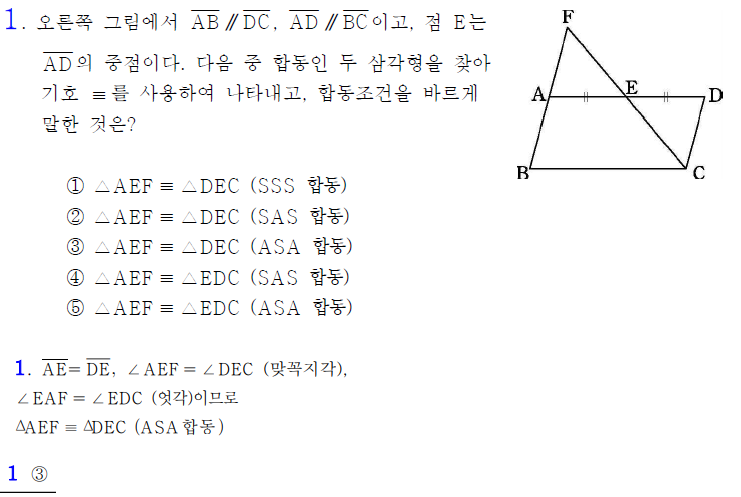 1. 오른쪽 그림에서 AB∥DC, AD∥BC이고, 점 E는
AD의 중점이다. 다음 중 합동인 두 삼각형을 찾아
기호 ≡를 사용하여 나타내고, 합동조건을 바르게
말한 것은?
① △AEF ≡ △DEC (SSS 합동)
② △AEF ≡ △DEC (SAS 합동)
③ △AEF ≡ △DEC (ASA 합동)
④ △AEF ≡ △EDC (SAS 합동)
⑤ △AEF ≡ △EDC (ASA 합동)
F
A
E
D
B
C
1. AE= DE, ∠AEF = ∠DEC (맞꼭지각),
∠EAF = ∠EDC (엇각)이므로
ΔAEF ≡ ΔDEC (ASA합동)
1 ③